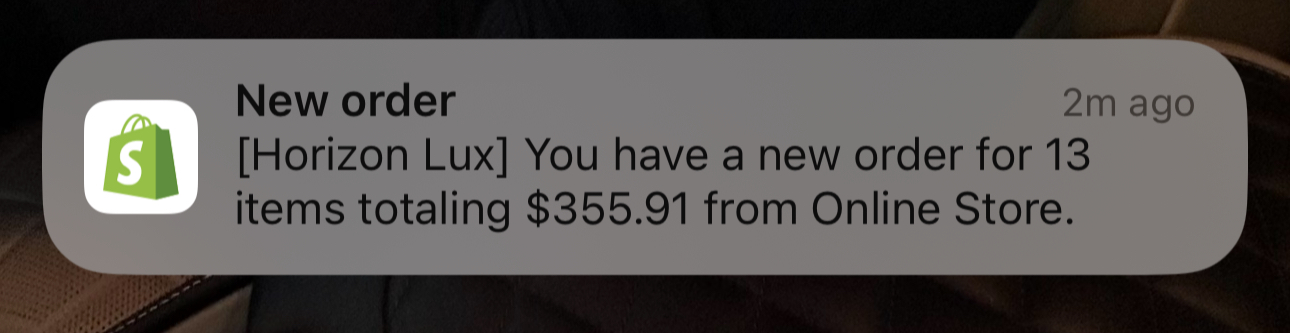 New order
2m ago
[Horizon Lux] You have a new order for 13
items totaling $355.91 from Online Store.